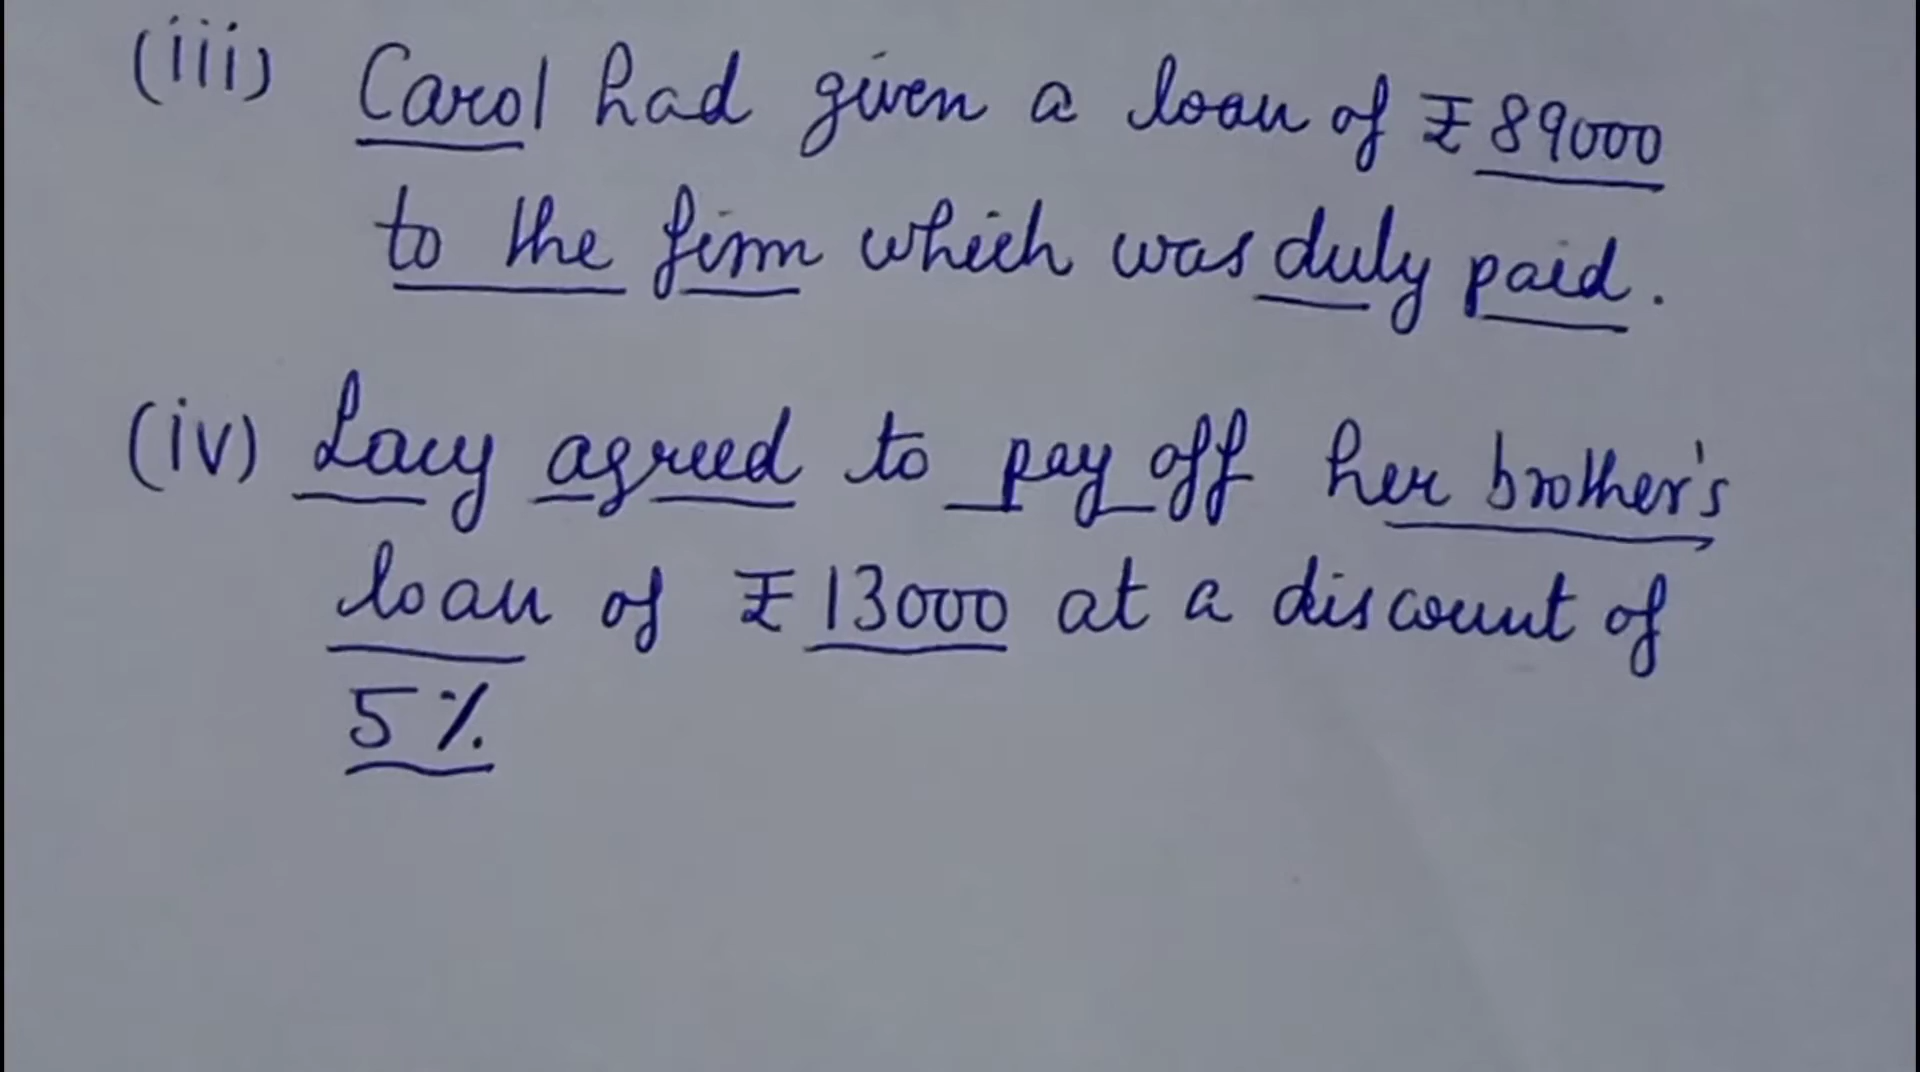 (iii) Carol had given a loan of ₹89000
to the firm which was duly paid.
(iv) Lacy agreed to pay off her brother's
loan of ₹13000 at a discount of
5%.